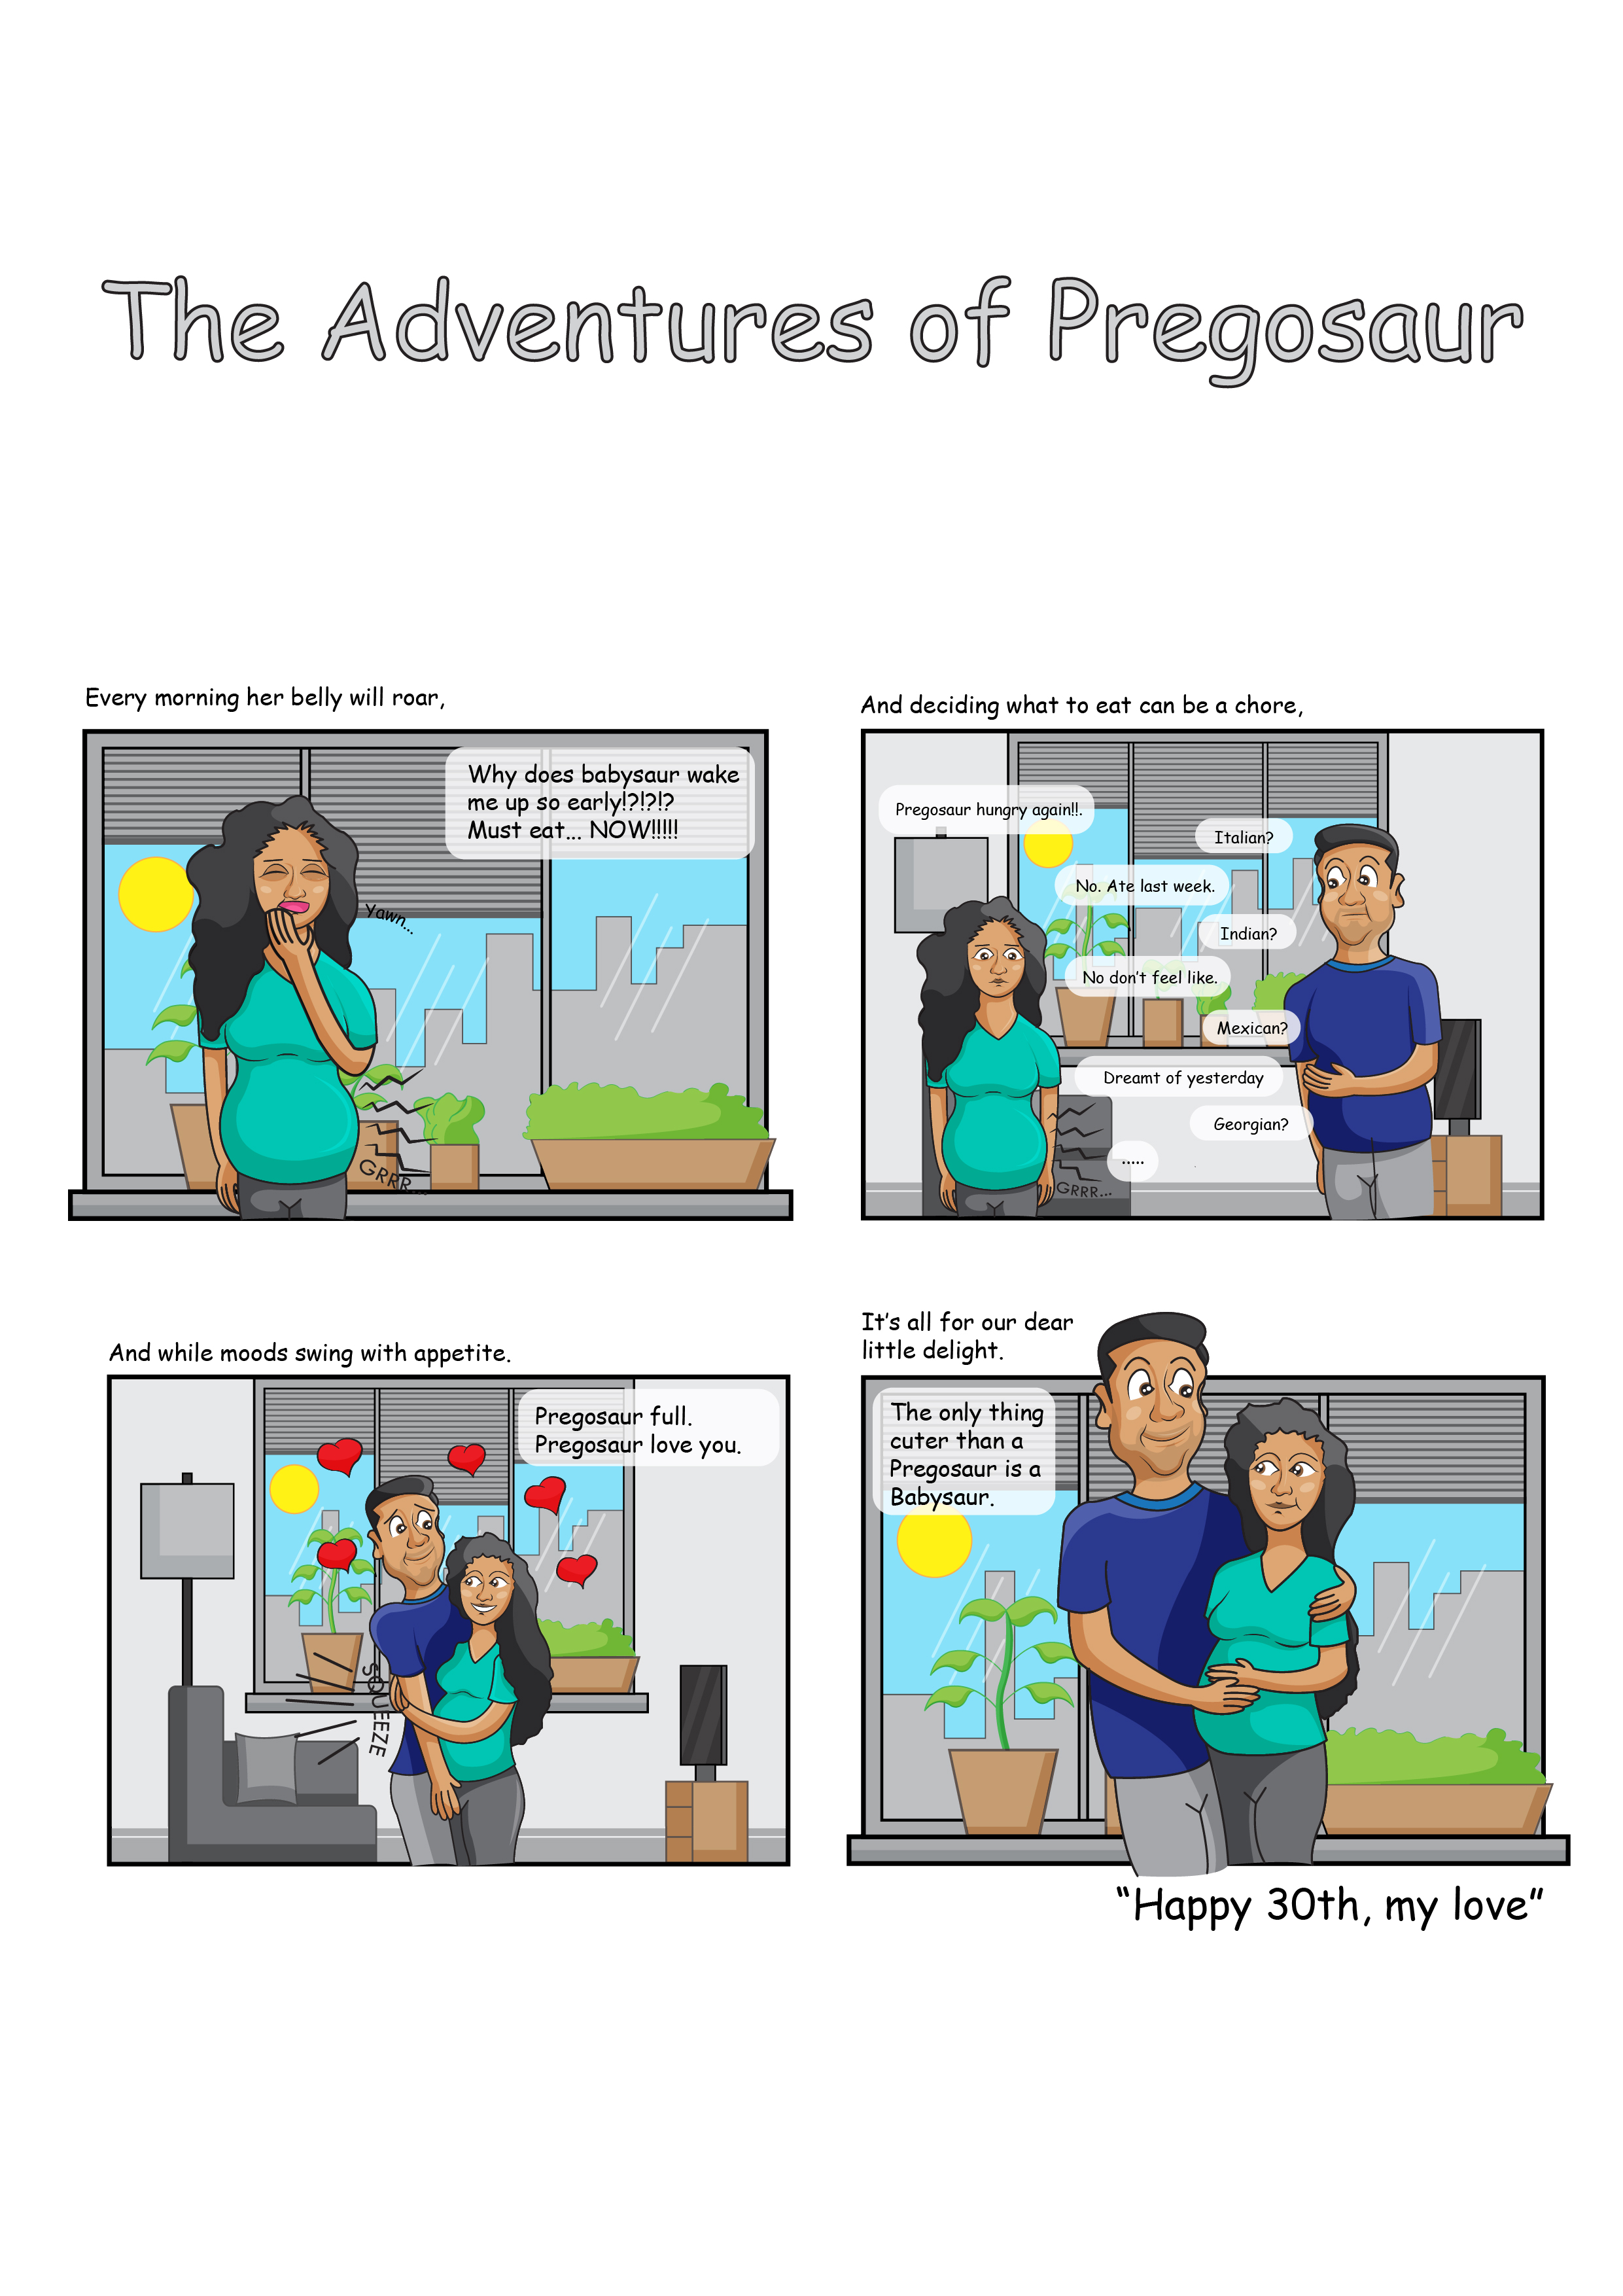 The Adventures of Pregosaur
Every morning her belly will roar,
Why does babysaur wake
me up so early!?!?!?
Must eat... NOW!!!!!
Yawn...
GRRR...
And deciding what to eat can be a chore,
Pregosaur hungry again!!.
Italian?
No. Ate last week.
Indian?
No don't feel like.
Mexican?
Dreamt of yesterday
Georgian?
.....
GRRR...
And while moods swing with appetite.
Pregosaur full.
Pregosaur love you.
SQUEEZE
It's all for our dear
little delight.
The only thing
cuter than a
Pregosaur is a
Babysaur.
“Happy 30th, my love”